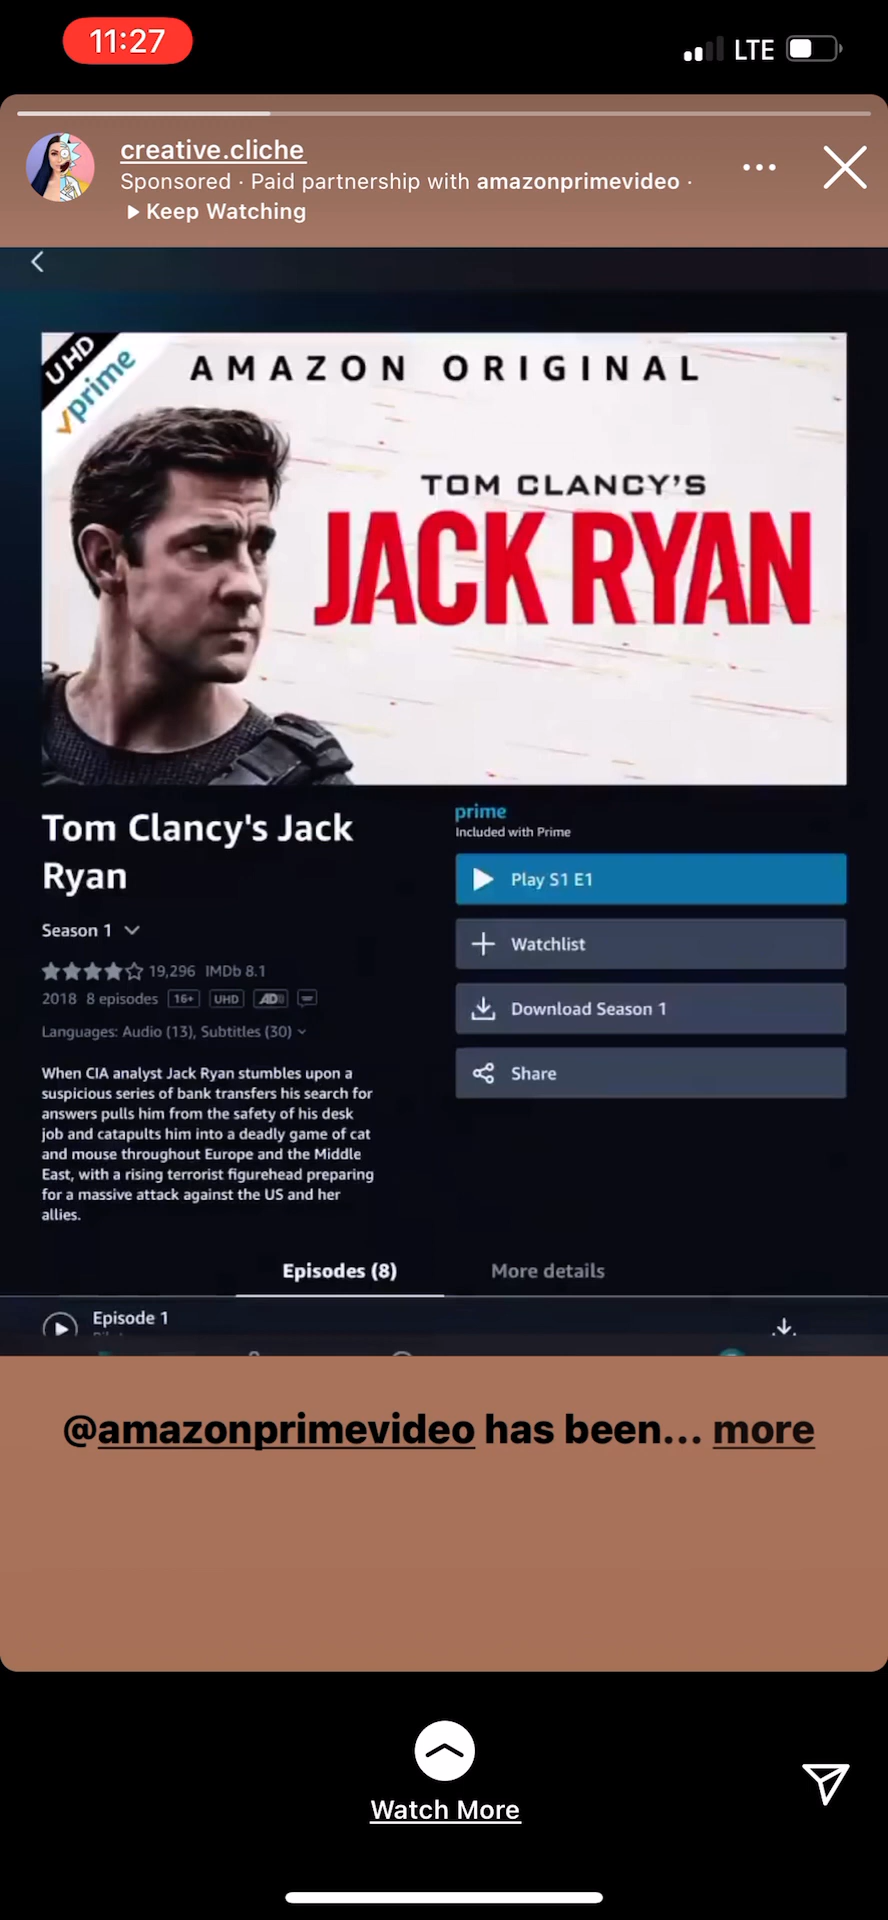 11:27
LTE
creative.cliche
Sponsored · Paid partnership with amazonprimevideo ·
Keep Watching
UHD
prime
AMAZON ORIGINAL
TOM CLANCY'S
JACK RYAN
Tom Clancy's Jack
Ryan
Season 1
19,296 IMDb 8.1
2018 8 episodes 16+ UHD AD
Languages: Audio (13), Subtitles (30)
When CIA analyst Jack Ryan stumbles upon a
suspicious series of bank transfers his search for
answers pulls him from the safety of his desk
job and catapults him into a deadly game of cat
and mouse throughout Europe and the Middle
East, with a rising terrorist figurehead preparing
for a massive attack against the US and her
allies.
prime
Included with Prime
Play S1 E1
Watchlist
Download Season 1
Share
Episodes (8) More details
Episode 1
@amazonprimevideo has been... more
Watch More